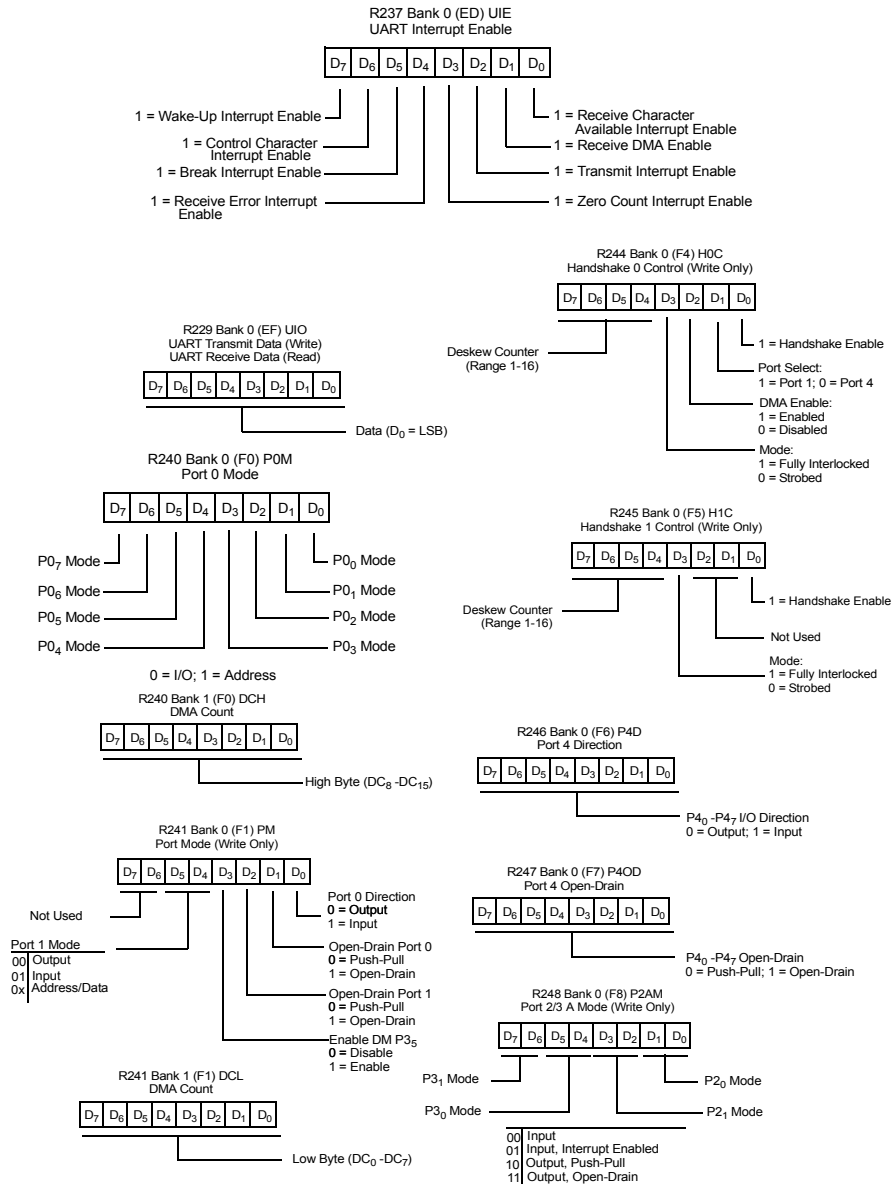 R237 Bank 0 (ED) UIE
UART Interrupt Enable
D7 D6 D5 D4 D3 D2 D1 D0
1 = Wake-Up Interrupt Enable
1 = Control Character
Interrupt Enable
1 = Break Interrupt Enable
1 = Receive Error Interrupt
Enable
1 = Receive Character
Available Interrupt Enable
1 = Receive DMA Enable
1 = Transmit Interrupt Enable
1 = Zero Count Interrupt Enable
R229 Bank 0 (EF) UIO
UART Transmit Data (Write)
UART Receive Data (Read)
D7 D6 D5 D4 D3 D2 D1 D0
Data (D0 = LSB)
R240 Bank 0 (F0) P0M
Port 0 Mode
D7 D6 D5 D4 D3 D2 D1 D0
P07 Mode
P06 Mode
P05 Mode
P04 Mode
P00 Mode
P01 Mode
P02 Mode
P03 Mode
0 = I/O; 1 = Address
R240 Bank 1 (F0) DCH
DMA Count
D7 D6 D5 D4 D3 D2 D1 D0
High Byte (DC8 -DC15)
R241 Bank 0 (F1) PM
Port Mode (Write Only)
D7 D6 D5 D4 D3 D2 D1 D0
Not Used
Port 1 Mode
00 Output
01 Input
0x Address/Data
Port 0 Direction
0 = Output
1 = Input
Open-Drain Port 0
0 = Push-Pull
1 = Open-Drain
Open-Drain Port 1
0 = Push-Pull
1 = Open-Drain
Enable DM P35
0 = Disable
1 = Enable
R241 Bank 1 (F1) DCL
DMA Count
D7 D6 D5 D4 D3 D2 D1 D0
Low Byte (DC0 -DC7)
R244 Bank 0 (F4) H0C
Handshake 0 Control (Write Only)
D7 D6 D5 D4 D3 D2 D1 D0
Deskew Counter
(Range 1-16)
1 = Handshake Enable
Port Select:
1 = Port 1; 0 = Port 4
DMA Enable:
1 = Enabled
0 = Disabled
Mode:
1 = Fully Interlocked
0 = Strobed
R245 Bank 0 (F5) H1C
Handshake 1 Control (Write Only)
D7 D6 D5 D4 D3 D2 D1 D0
Deskew Counter
(Range 1-16)
1 = Handshake Enable
Not Used
Mode:
1 = Fully Interlocked
0 = Strobed
R246 Bank 0 (F6) P4D
Port 4 Direction
D7 D6 D5 D4 D3 D2 D1 D0
P40 -P47 I/O Direction
0 = Output; 1 = Input
R247 Bank 0 (F7) P4OD
Port 4 Open-Drain
D7 D6 D5 D4 D3 D2 D1 D0
P40 -P47 Open-Drain
0 = Push-Pull; 1 = Open-Drain
R248 Bank 0 (F8) P2AM
Port 2/3 A Mode (Write Only)
D7 D6 D5 D4 D3 D2 D1 D0
P31 Mode
P30 Mode
P20 Mode
P21 Mode
00 Input
01 Input, Interrupt Enabled
10 Output, Push-Pull
11 Output, Open-Drain